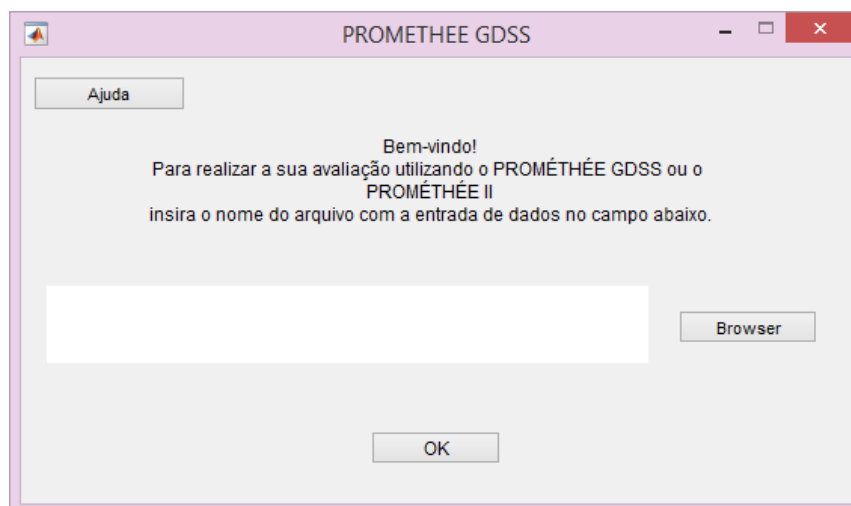 PROMETHEE GDSS
Ajuda
Bem-vindo!
Para realizar a sua avaliação utilizando o PROMÉTHÉE GDSS ou o
PROMÉTHÉE II
insira o nome do arquivo com a entrada de dados no campo abaixo.
Browser
OK